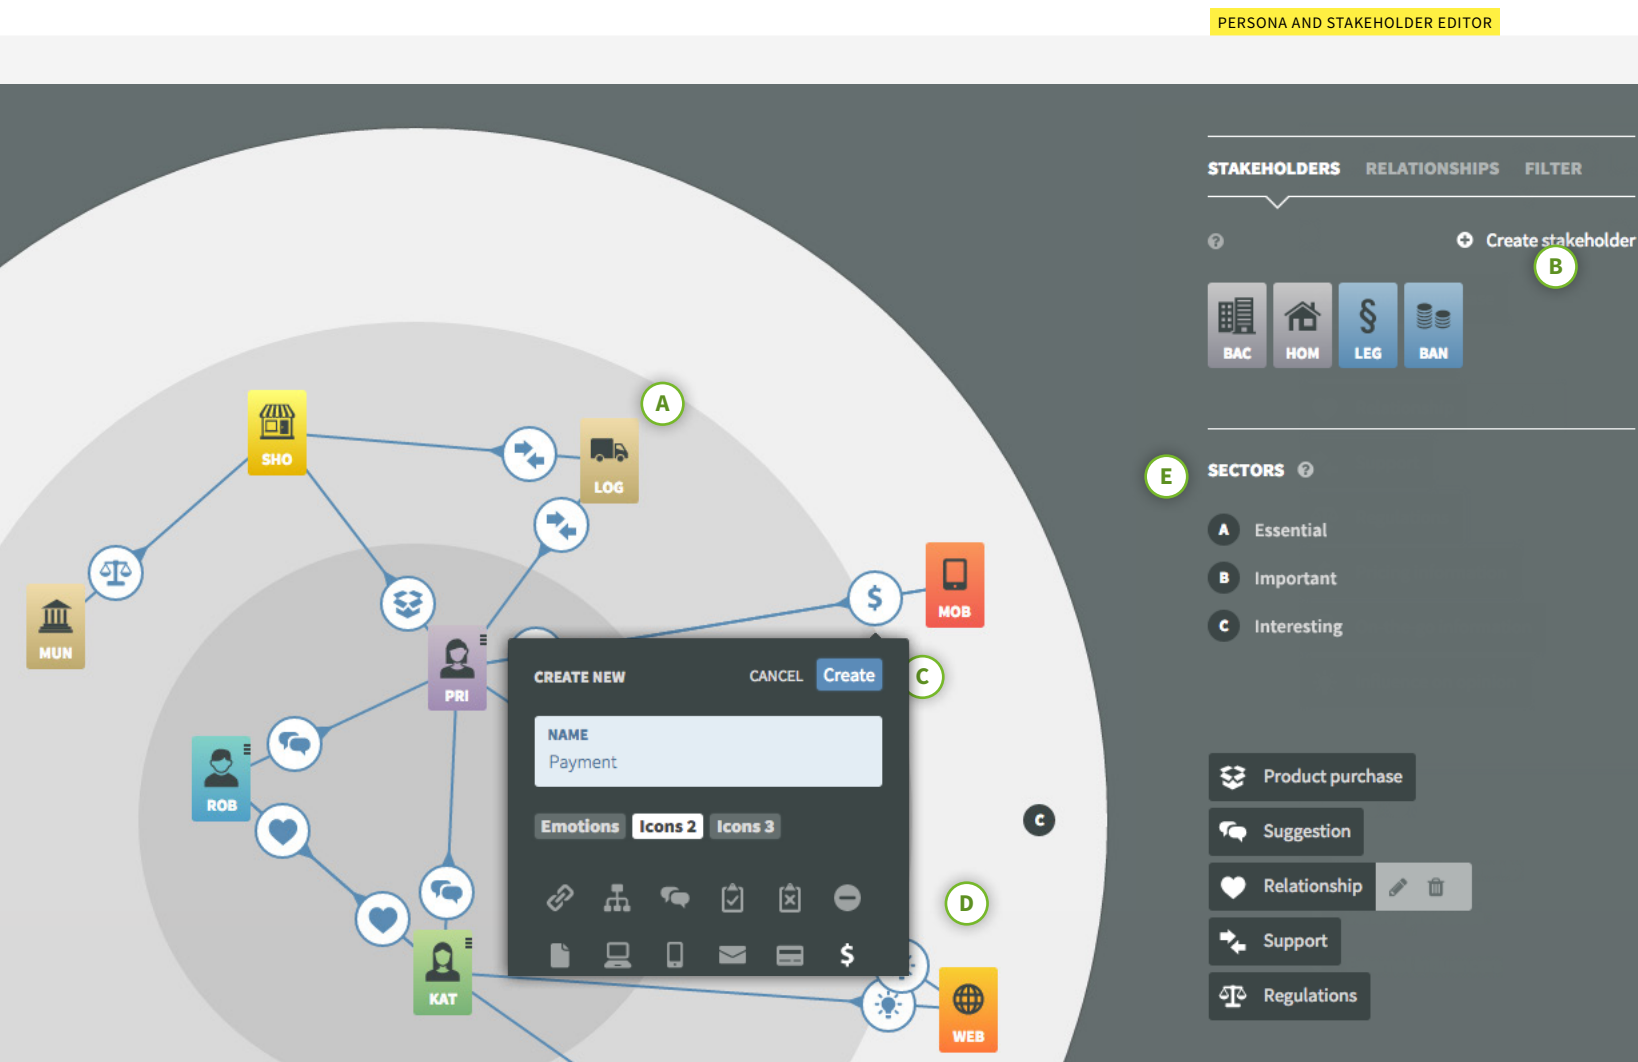 PERSONA AND STAKEHOLDER EDITOR
STAKEHOLDERS RELATIONSHIPS FILTER
? Create stakeholder
B
BAC HOM LEG BAN
A
SHO
LOG
E SECTORS ?
A Essential
B Important
C Interesting
$
MOB
MUN
PRI
CREATE NEW CANCEL Create C
NAME
Payment
ROB
Emotions Icons 2 Icons 3
C
D
$
KAT
WEB
Product purchase
Suggestion
Relationship
Support
Regulations